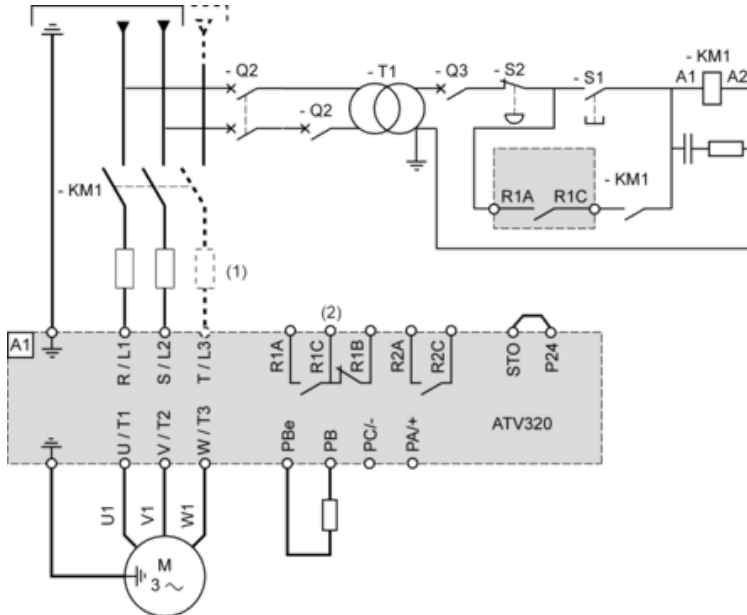 - Q2
- T1
- Q3
- S2
- S1
- KM1
A1
A2
- Q2
- KM1
R1A
R1C
- KM1
(1)
(2)
A1
R / L1
S / L2
T / L3
R1A
R1C
R1B
R2A
R2C
STO
P24
ATV320
U / T1
V / T2
W / T3
PBe
PB
PC/-
PA/+
U1
V1
W1
M
3 ~